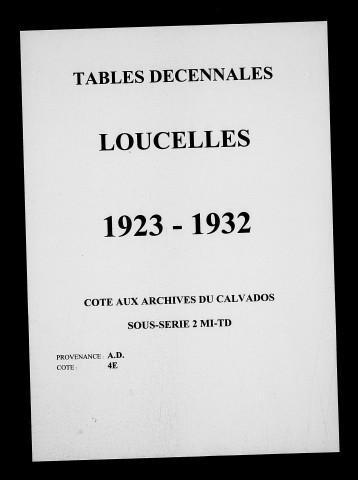 TABLES DECENNALES
LOUCELLES
1923 - 1932
COTE AUX ARCHIVES DU CALVADOS
SOUS-SERIE 2 MI-TD
PROVENANCE : A.D.
COTE : 4E